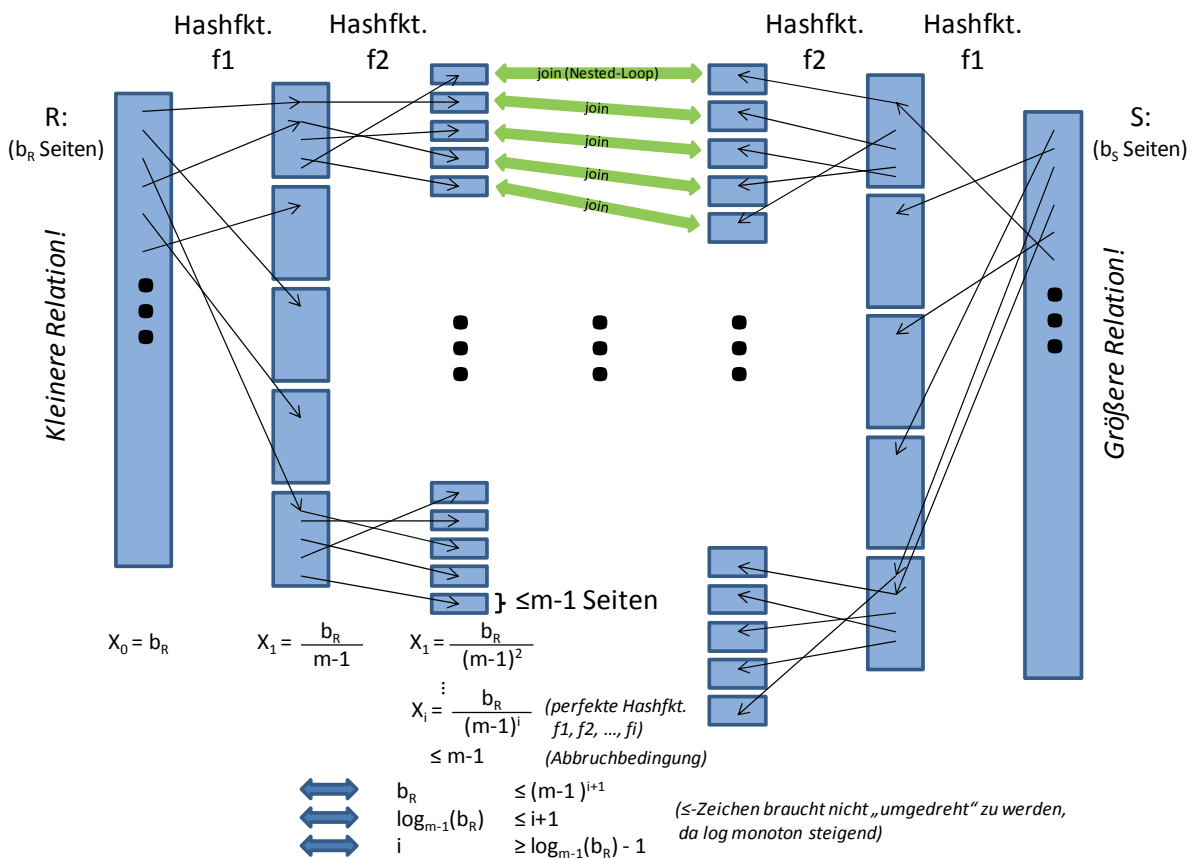 Hashfkt.
f1
Hashfkt.
f2
Hashfkt.
f2
Hashfkt.
f1
join (Nested-Loop)
join
join
join
join
R:
(bR Seiten)
S:
(bS Seiten)
Kleinere Relation!
Größere Relation!
} ≤m-1 Seiten
X0 = bR
X1 = bR / m-1
X1 = bR / (m-1)^2
⋮
Xi = bR / (m-1)^i
(perfekte Hashfkt.
f1, f2, …, fi)
≤ m-1 (Abbruchbedingung)
bR ≤ (m-1)^i+1
log m-1(bR) ≤ i+1
i ≥ log m-1(bR) - 1
(≤-Zeichen braucht nicht „umgedreht" zu werden,
da log monoton steigend)